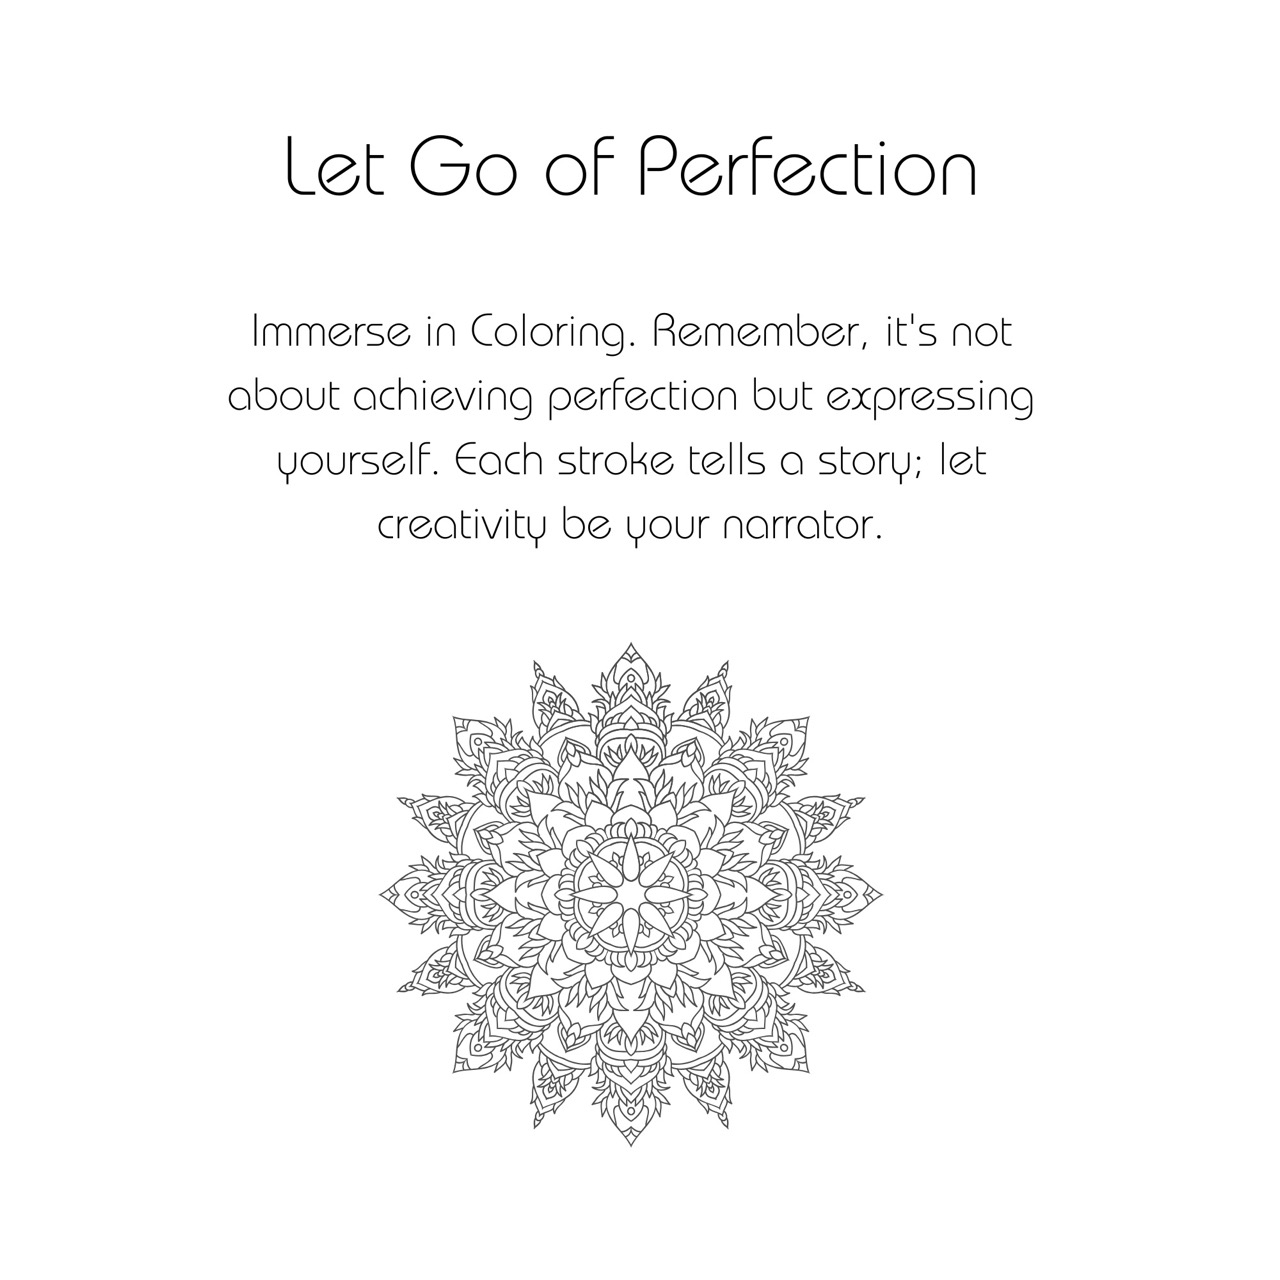 Let Go of Perfection
Immerse in Coloring. Remember, it's not
about achieving perfection but expressing
yourself. Each stroke tells a story; let
creativity be your narrator.